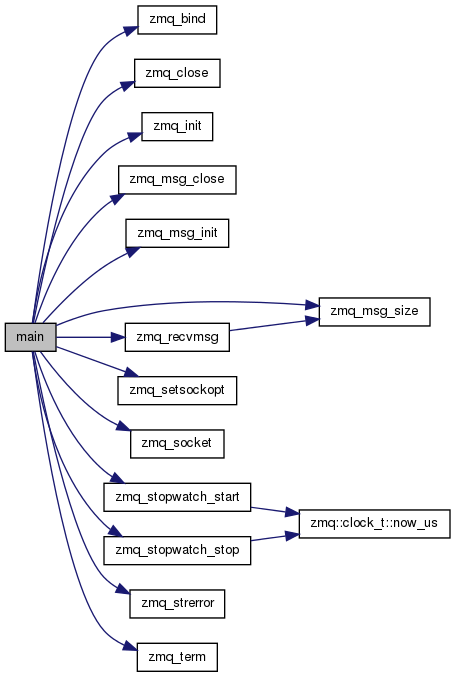 zmq_bind
zmq_close
zmq_init
zmq_msg_close
zmq_msg_init
zmq_msg_size
main
zmq_recvmsg
zmq_setsockopt
zmq_socket
zmq_stopwatch_start
zmq::clock_t::now_us
zmq_stopwatch_stop
zmq_strerror
zmq_term